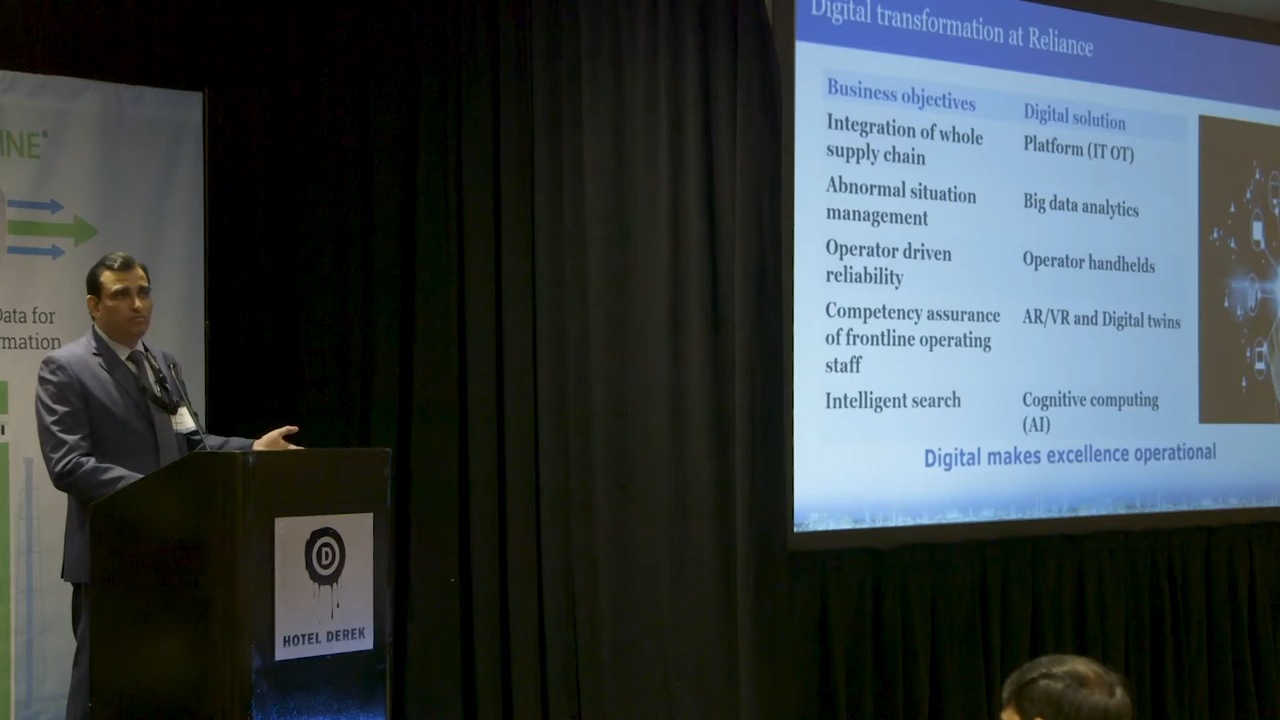 Digital transformation at Reliance
Business objectives
Digital solution
Integration of whole
supply chain
Platform (IT OT)
Abnormal situation
management
Big data analytics
Operator driven
reliability
Operator handhelds
Competency assurance
of frontline operating
staff
AR/VR and Digital twins
Intelligent search
Cognitive computing
(AI)
Digital makes excellence operational
INE
Data for
rmation
D
HOTEL DEREK